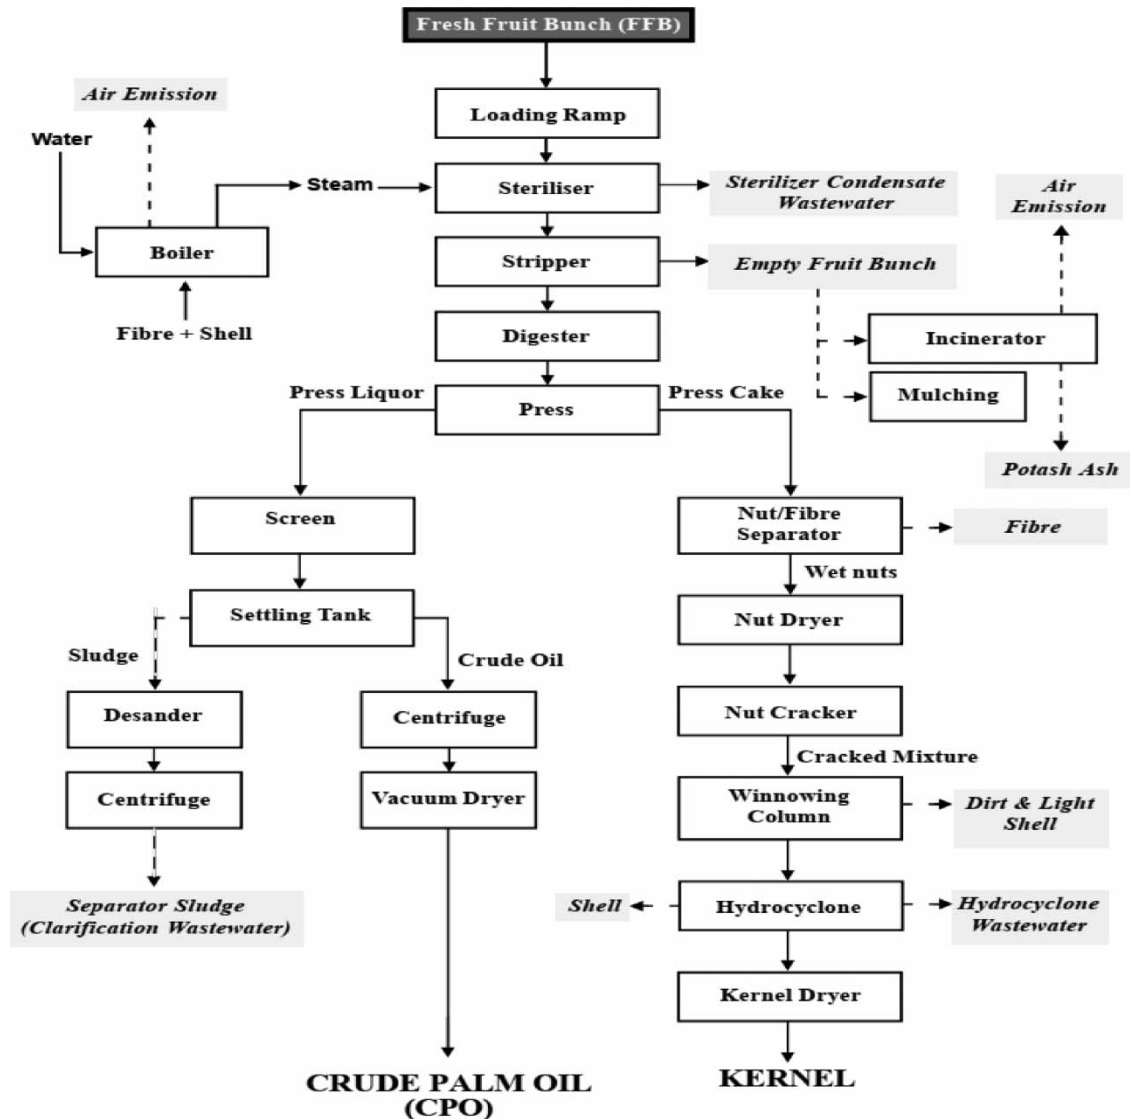 Fresh Fruit Bunch (FFB)
Air Emission
Loading Ramp
Water
Steam
Steriliser
Sterilizer Condensate
Wastewater
Air
Emission
Boiler
Stripper
Empty Fruit Bunch
Fibre + Shell
Digester
Incinerator
Press Liquor
Press
Press Cake
Mulching
Potash Ash
Screen
Nut/Fibre
Separator
Fibre
Wet nuts
Settling Tank
Nut Dryer
Sludge
Crude Oil
Desander
Centrifuge
Nut Cracker
Cracked Mixture
Centrifuge
Vacuum Dryer
Winnowing
Column
Dirt & Light
Shell
Separator Sludge
(Clarification Wastewater)
Shell
Hydrocyclone
Hydrocyclone
Wastewater
Kernel Dryer
CRUDE PALM OIL
(CPO)
KERNEL